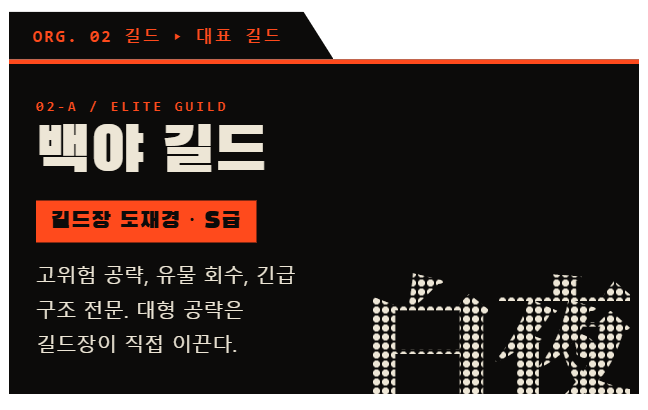 ORG. 02 길드 ▸ 대표 길드
02-A / ELITE GUILD
백야 길드
길드장 도재경 · S급
고위험 공략, 유물 회수, 긴급
구조 전문. 대형 공략은
길드장이 직접 이끈다.
白夜